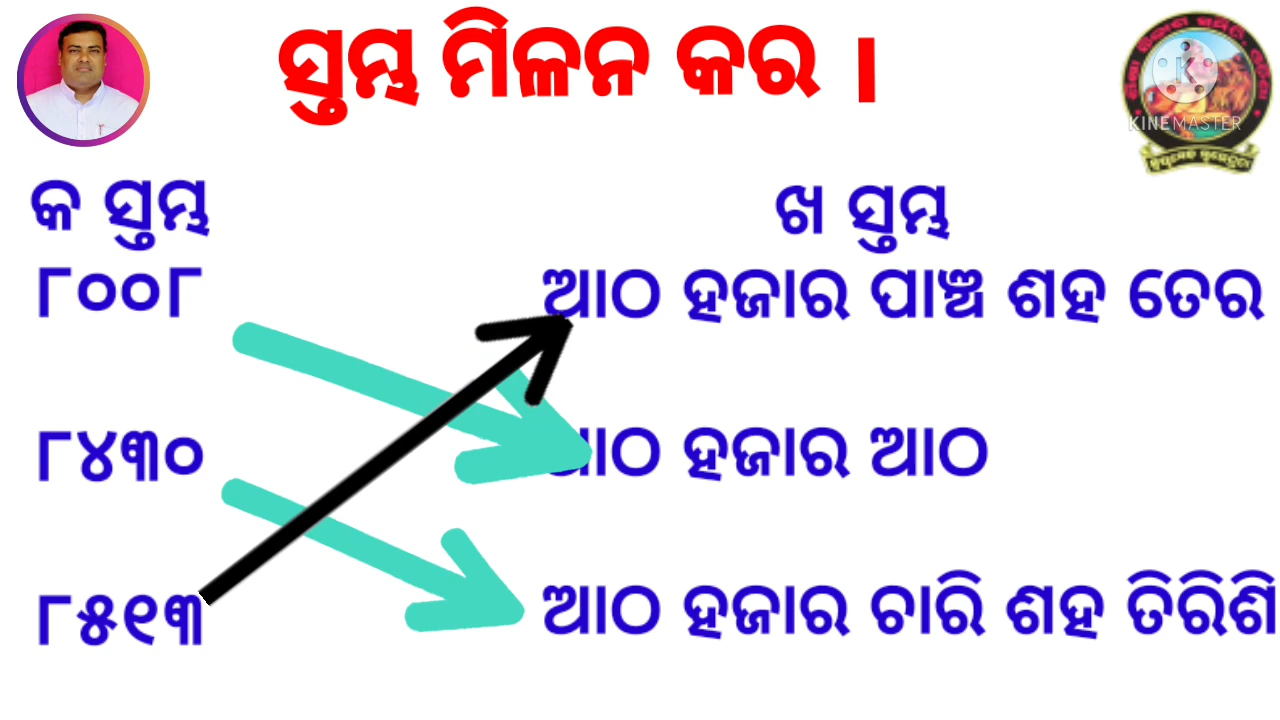 ସ୍ତମ୍ଭ ମିଳନ କର ।
KINEMASTER
କ ସ୍ତମ୍ଭ
ଖ ସ୍ତମ୍ଭ
୮୦୦୮
ଆଠ ହଜାର ପାଞ୍ଚ ଶହ ତେର
୮୪୩୦
ଆଠ ହଜାର ଆଠ
୮୫୧୩
ଆଠ ହଜାର ଚାରି ଶହ ତିରିଶି